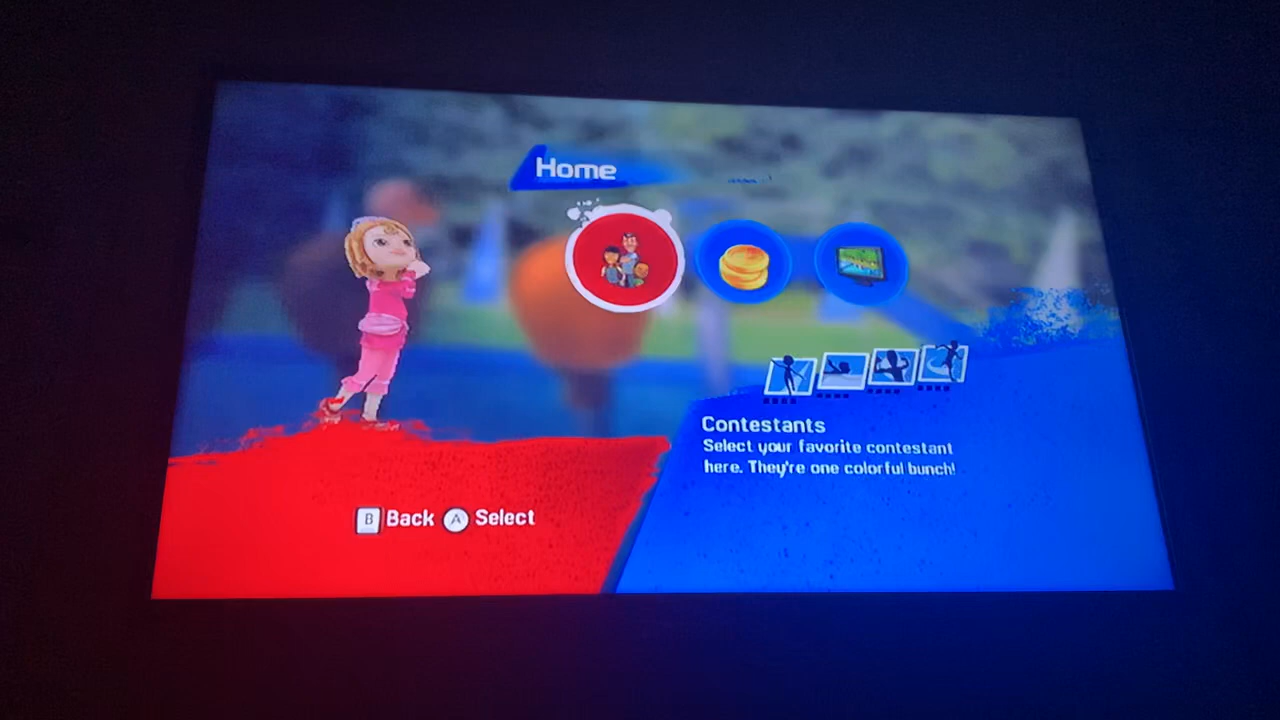 Home
Contestants
Select your favorite contestant
here. They're one colorful bunch!
B Back A Select